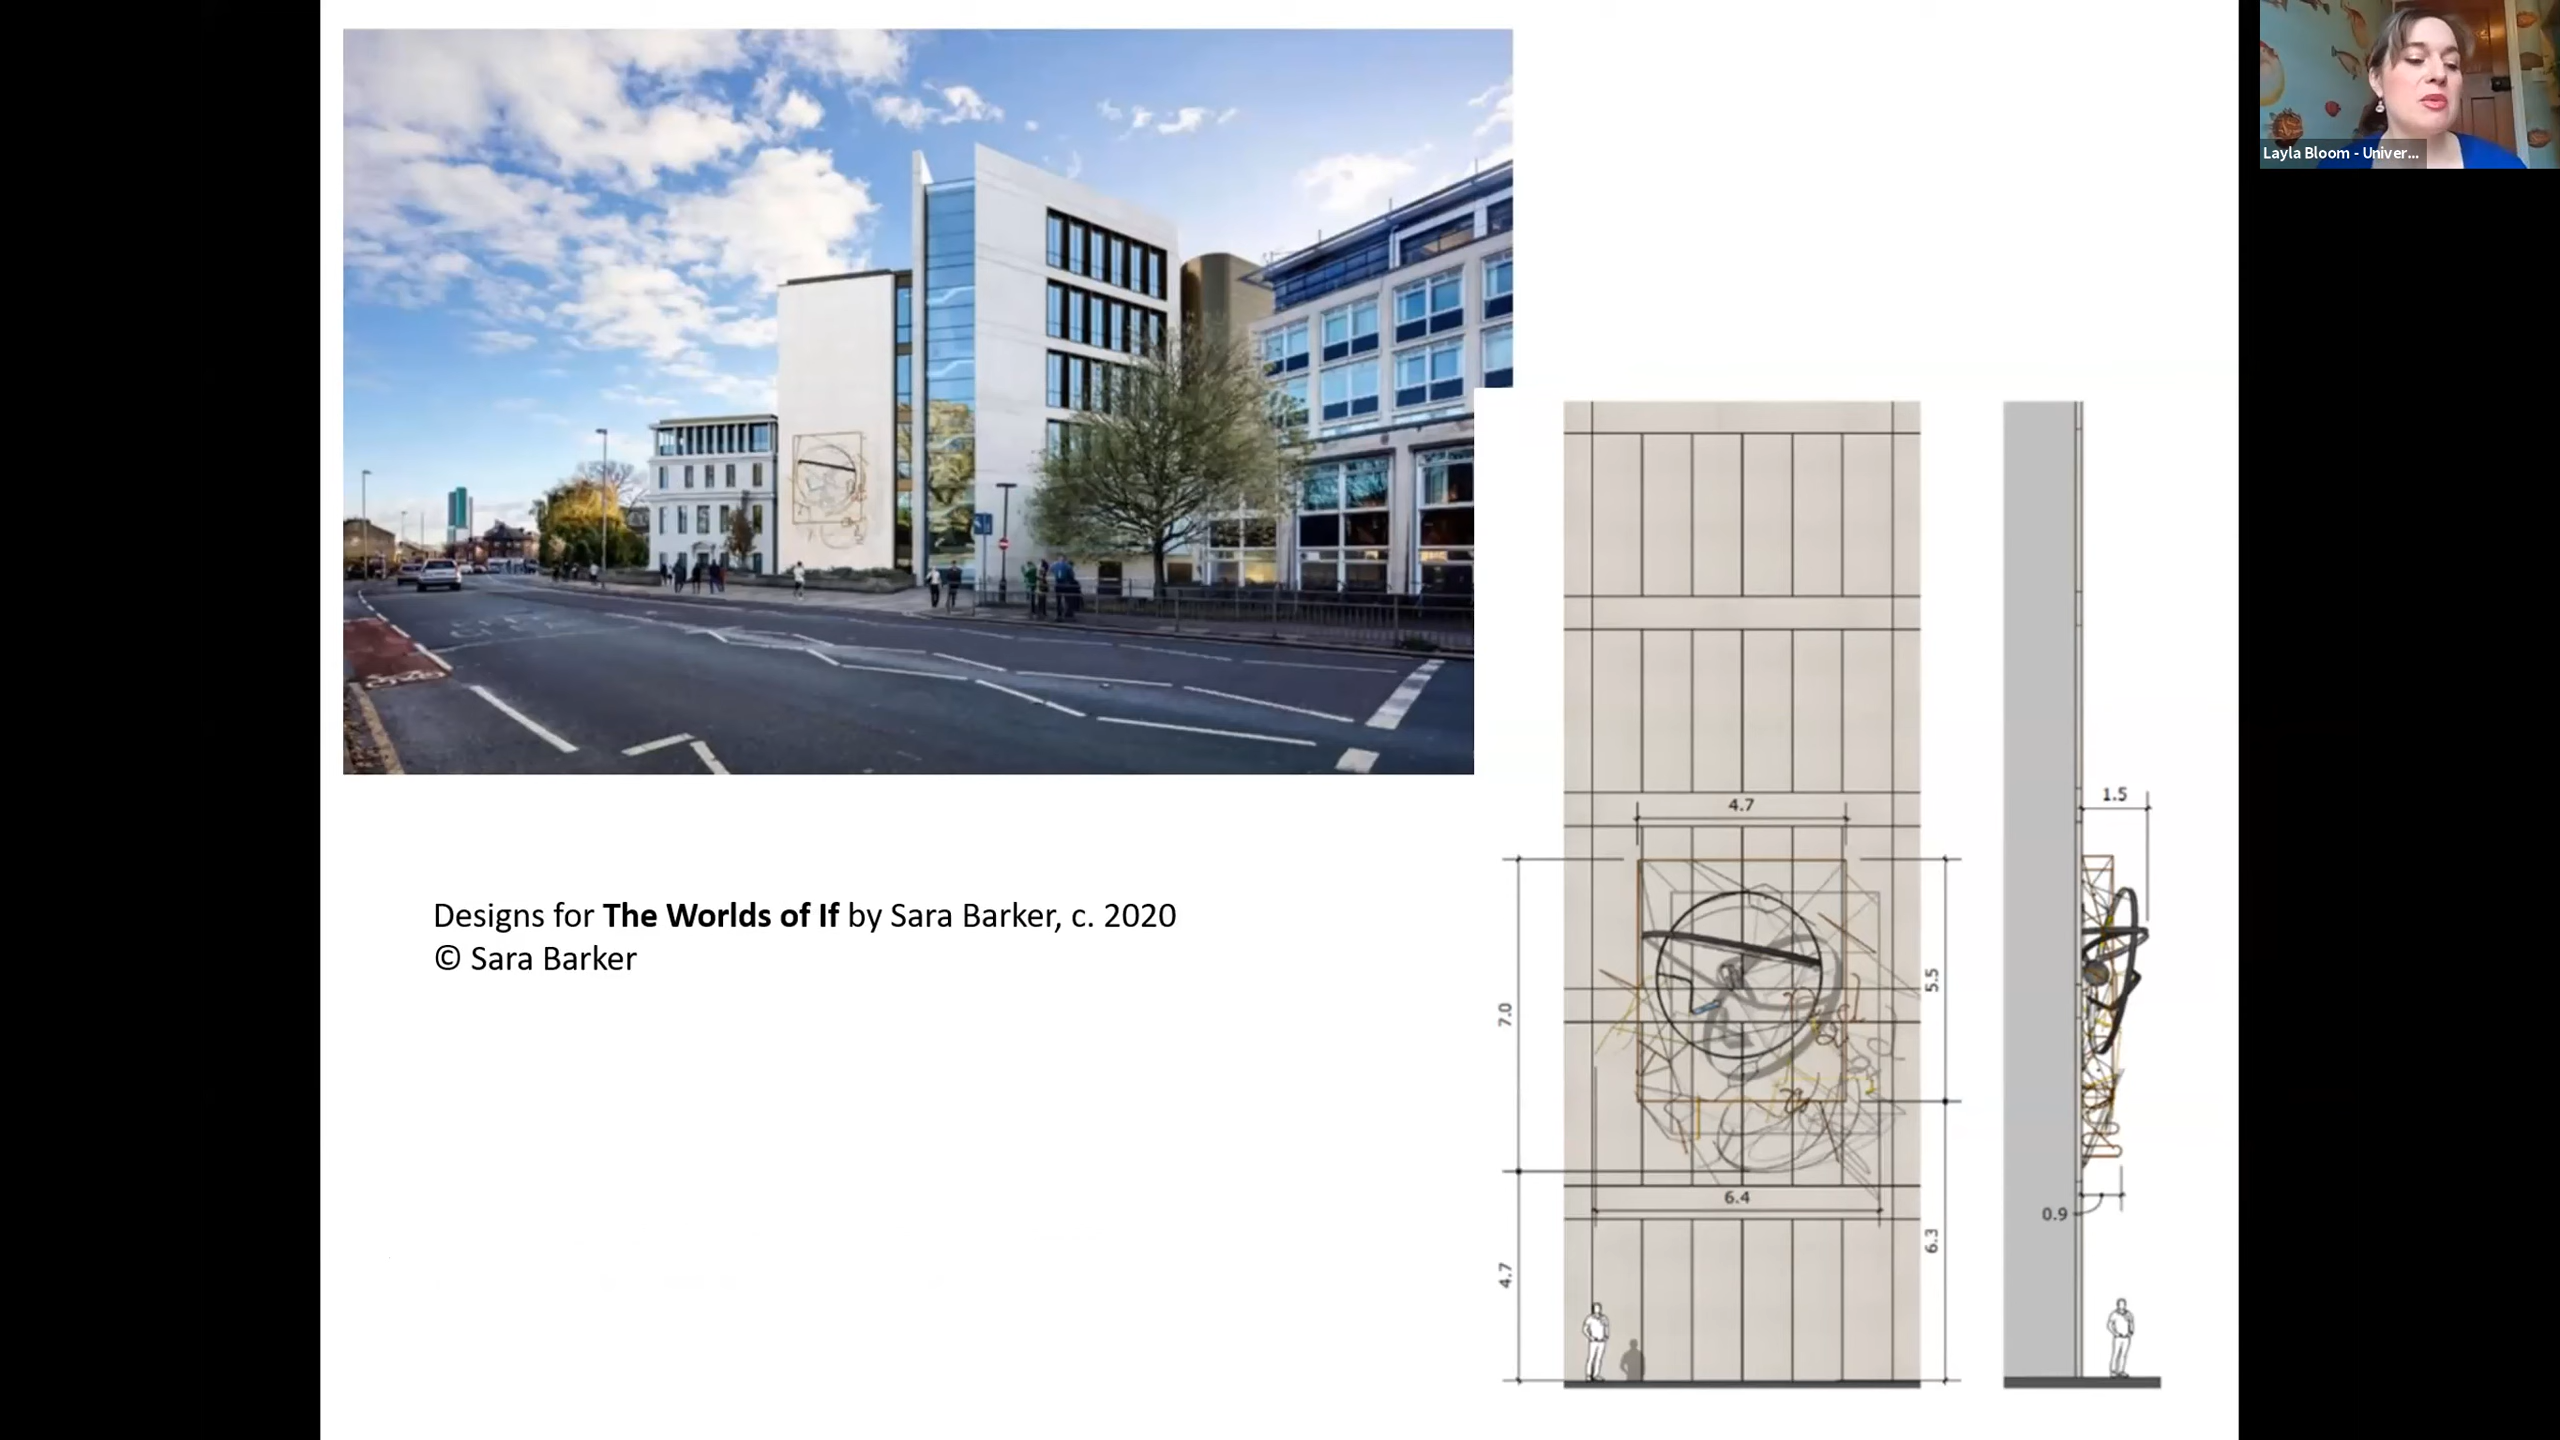 Layla Bloom - Univer...
Designs for The Worlds of If by Sara Barker, c. 2020
© Sara Barker
4.7
7.0
5.5
6.4
4.7
6.3
1.5
0.9